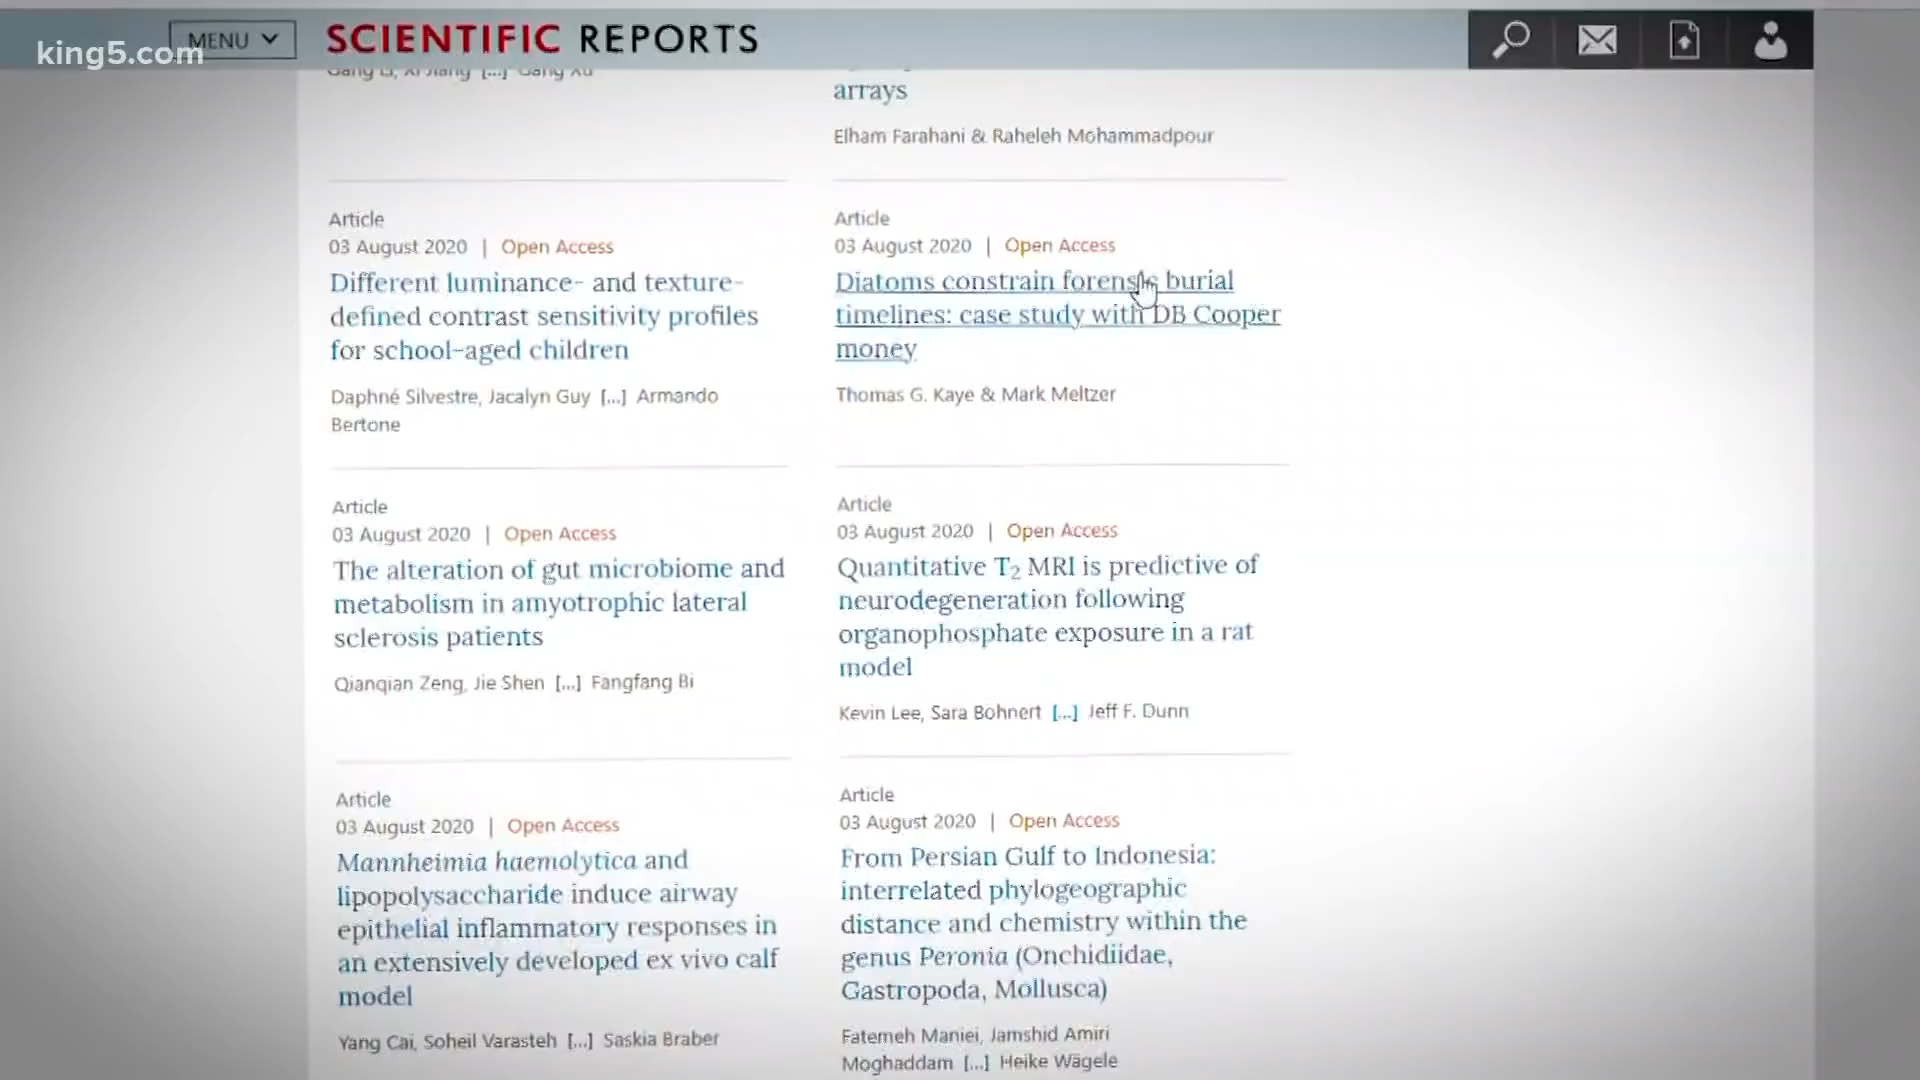 king5.com
MENU
SCIENTIFIC REPORTS
Gang Li, Xi Jiang [...] Gang Xu
arrays
Elham Farahani & Raheleh Mohammadpour
Article
03 August 2020 | Open Access
Different luminance- and texture-
defined contrast sensitivity profiles
for school-aged children
Daphné Silvestre, Jacalyn Guy [...] Armando
Bertone
Article
03 August 2020 | Open Access
Diatoms constrain forensic burial
timelines: case study with DB Cooper
money
Thomas G. Kaye & Mark Meltzer
Article
03 August 2020 | Open Access
The alteration of gut microbiome and
metabolism in amyotrophic lateral
sclerosis patients
Qianqian Zeng, Jie Shen [...] Fangfang Bi
Article
03 August 2020 | Open Access
Quantitative T₂ MRI is predictive of
neurodegeneration following
organophosphate exposure in a rat
model
Kevin Lee, Sara Bohnert [...] Jeff F. Dunn
Article
03 August 2020 | Open Access
Mannheimia haemolytica and
lipopolysaccharide induce airway
epithelial inflammatory responses in
an extensively developed ex vivo calf
model
Yang Cai, Soheil Varasteh [...] Saskia Braber
Article
03 August 2020 | Open Access
From Persian Gulf to Indonesia:
interrelated phylogeographic
distance and chemistry within the
genus Peronia (Onchidiidae,
Gastropoda, Mollusca)
Fatemeh Maniei, Jamshid Amiri
Moghaddam [...] Heike Wägele